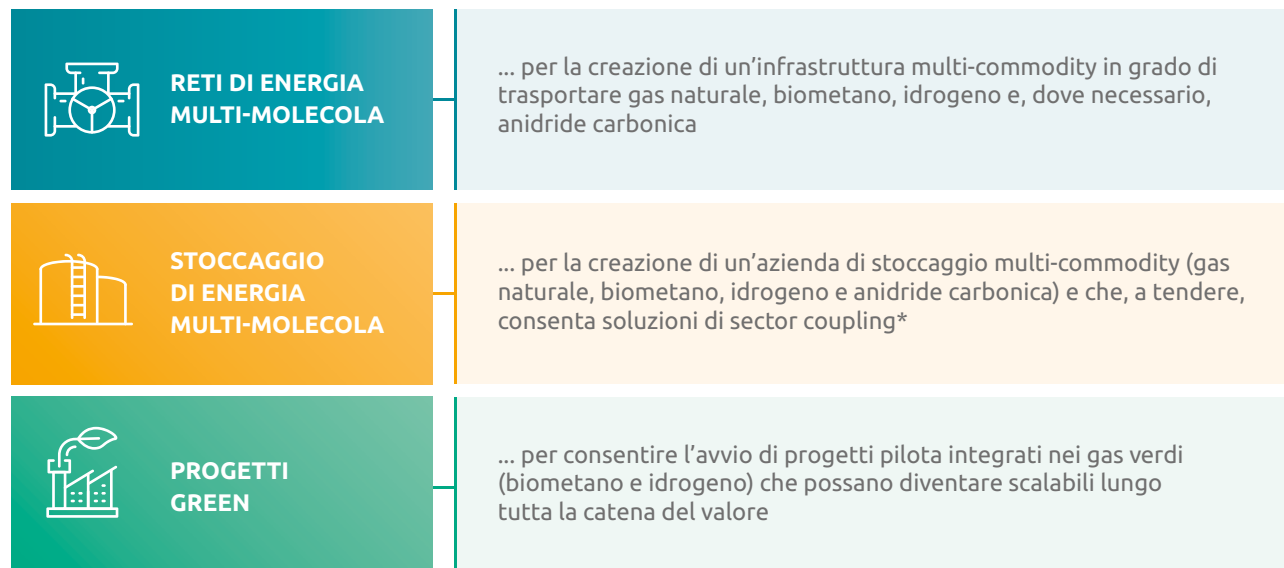 RETI DI ENERGIA
MULTI-MOLECOLA
... per la creazione di un’infrastruttura multi-commodity in grado di
trasportare gas naturale, biometano, idrogeno e, dove necessario,
anidride carbonica
STOCCAGGIO
DI ENERGIA
MULTI-MOLECOLA
... per la creazione di un’azienda di stoccaggio multi-commodity (gas
naturale, biometano, idrogeno e anidride carbonica) e che, a tendere,
consenta soluzioni di sector coupling*
PROGETTI
GREEN
... per consentire l’avvio di progetti pilota integrati nei gas verdi
(biometano e idrogeno) che possano diventare scalabili lungo
tutta la catena del valore